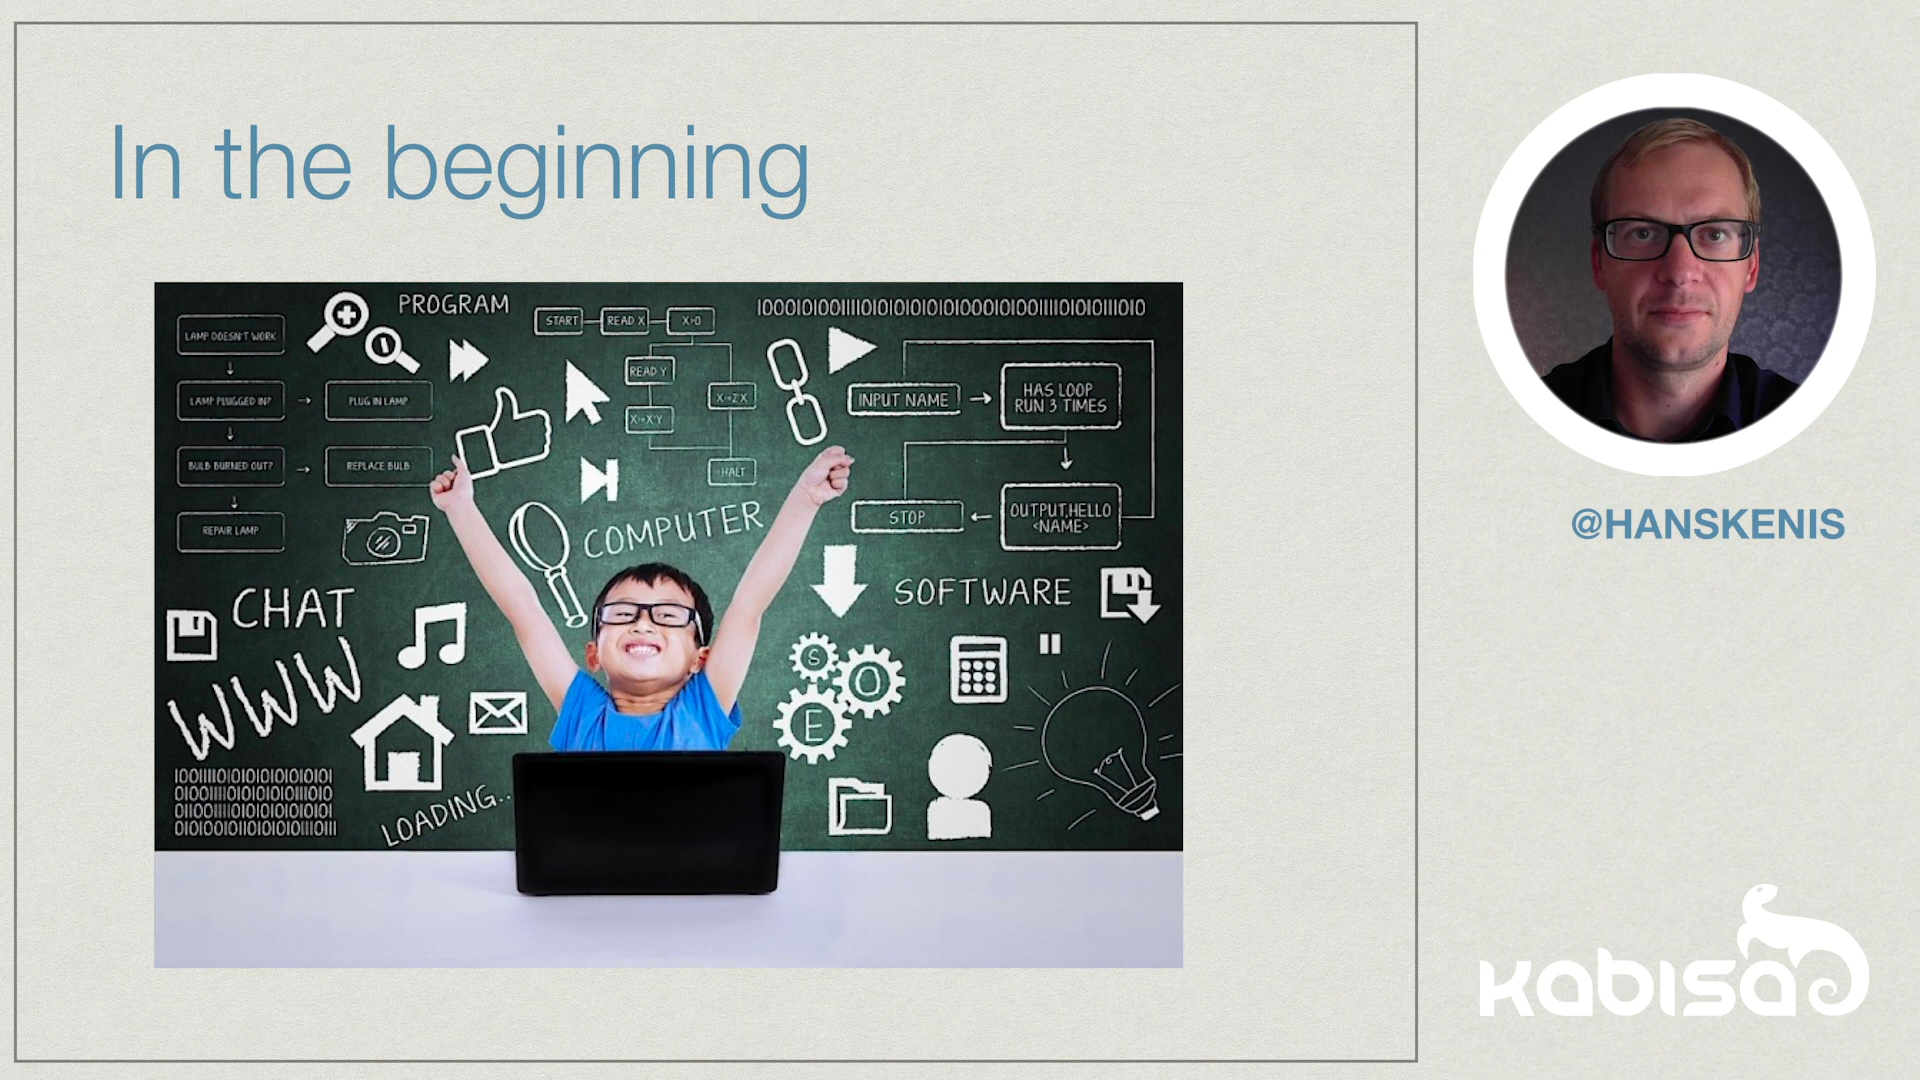 In the beginning
PROGRAM
LAMP DOESN'T WORK
LAMP PLUGGED IN?
PLUG IN LAMP
BULB BURNED OUT?
REPLACE BULB
REPAIR LAMP
START
READ X
X>0
READ Y
HALT
INPUT NAME
HAS LOOP
RUN 3 TIMES
OUTPUT,HELLO
<NAME>
STOP
COMPUTER
SOFTWARE
CHAT
WWW
S
O
E
LOADING...
@HANSKENIS
kabisa